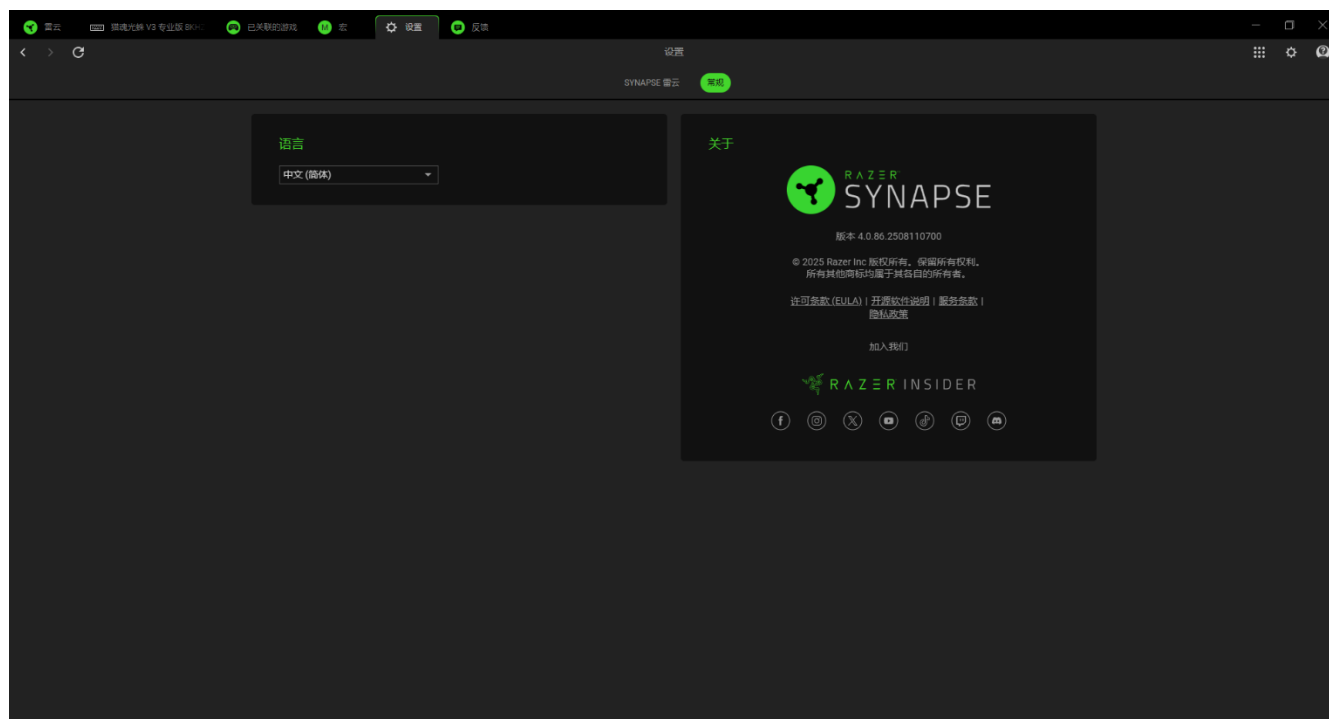 雷云
猎魂光蛛 V3 专业版
已关联的游戏
M
宏
设置
反馈
设置
SYNAPSE 雷云
常规
语言
中文 (简体)
关于
RAZER
SYNAPSE
版本 4.0.86.2508110700
© 2025 Razer Inc 版权所有。保留所有权利。
所有其他商标均属于其各自的所有者。
许可条款 (EULA) | 开源软件说明 | 服务条款 |
隐私政策
加入我们
RAZER INSIDER